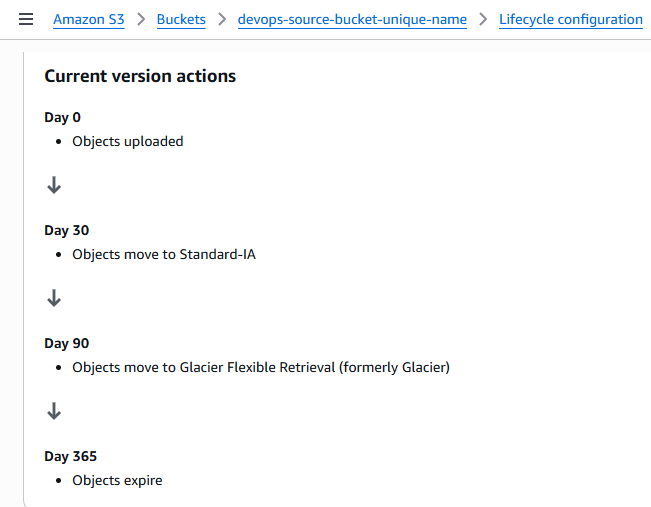 Amazon S3 > Buckets > devops-source-bucket-unique-name > Lifecycle configuration
Current version actions
Day 0
• Objects uploaded
Day 30
• Objects move to Standard-IA
Day 90
• Objects move to Glacier Flexible Retrieval (formerly Glacier)
Day 365
• Objects expire